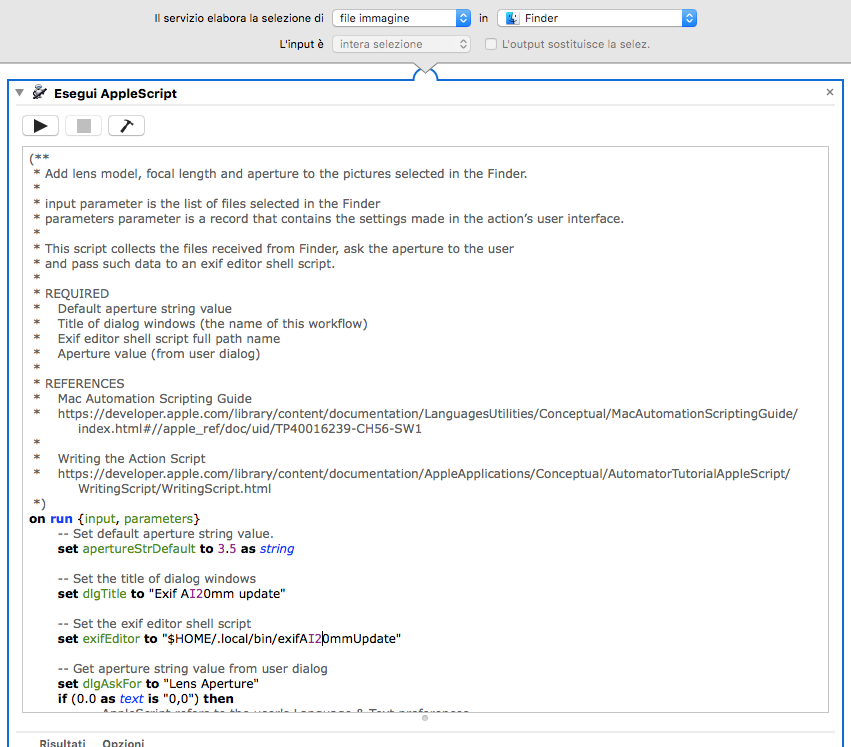 Il servizio elabora la selezione di file immagine in Finder
L'input è intera selezione L'output sostituisce la selez.
Esegui AppleScript
(**
* Add lens model, focal length and aperture to the pictures selected in the Finder.
*
* input parameter is the list of files selected in the Finder
* parameters parameter is a record that contains the settings made in the action's user interface.
*
* This script collects the files received from Finder, ask the aperture to the user
* and pass such data to an exif editor shell script.
*
* REQUIRED
* Default aperture string value
* Title of dialog windows (the name of this workflow)
* Exif editor shell script full path name
* Aperture value (from user dialog)
*
* REFERENCES
* Mac Automation Scripting Guide
* https://developer.apple.com/library/content/documentation/LanguagesUtilities/Conceptual/MacAutomationScriptingGuide/
index.html#//apple_ref/doc/uid/TP40016239-CH56-SW1
*
* Writing the Action Script
* https://developer.apple.com/library/content/documentation/AppleApplications/Conceptual/AutomatorTutorialAppleScript/
WritingScript/WritingScript.html
*)
on run {input, parameters}
-- Set default aperture string value.
set apertureStrDefault to 3.5 as string
-- Set the title of dialog windows
set dlgTitle to "Exif AI20mm update"
-- Set the exif editor shell script
set exifEditor to "$HOME/.local/bin/exifAI20mmUpdate"
-- Get aperture string value from user dialog
set dlgAskFor to "Lens Aperture"
if (0.0 as text is "0,0") then
-- AppleScript refers to the user's Language & Text preferences
Risultati Opzioni